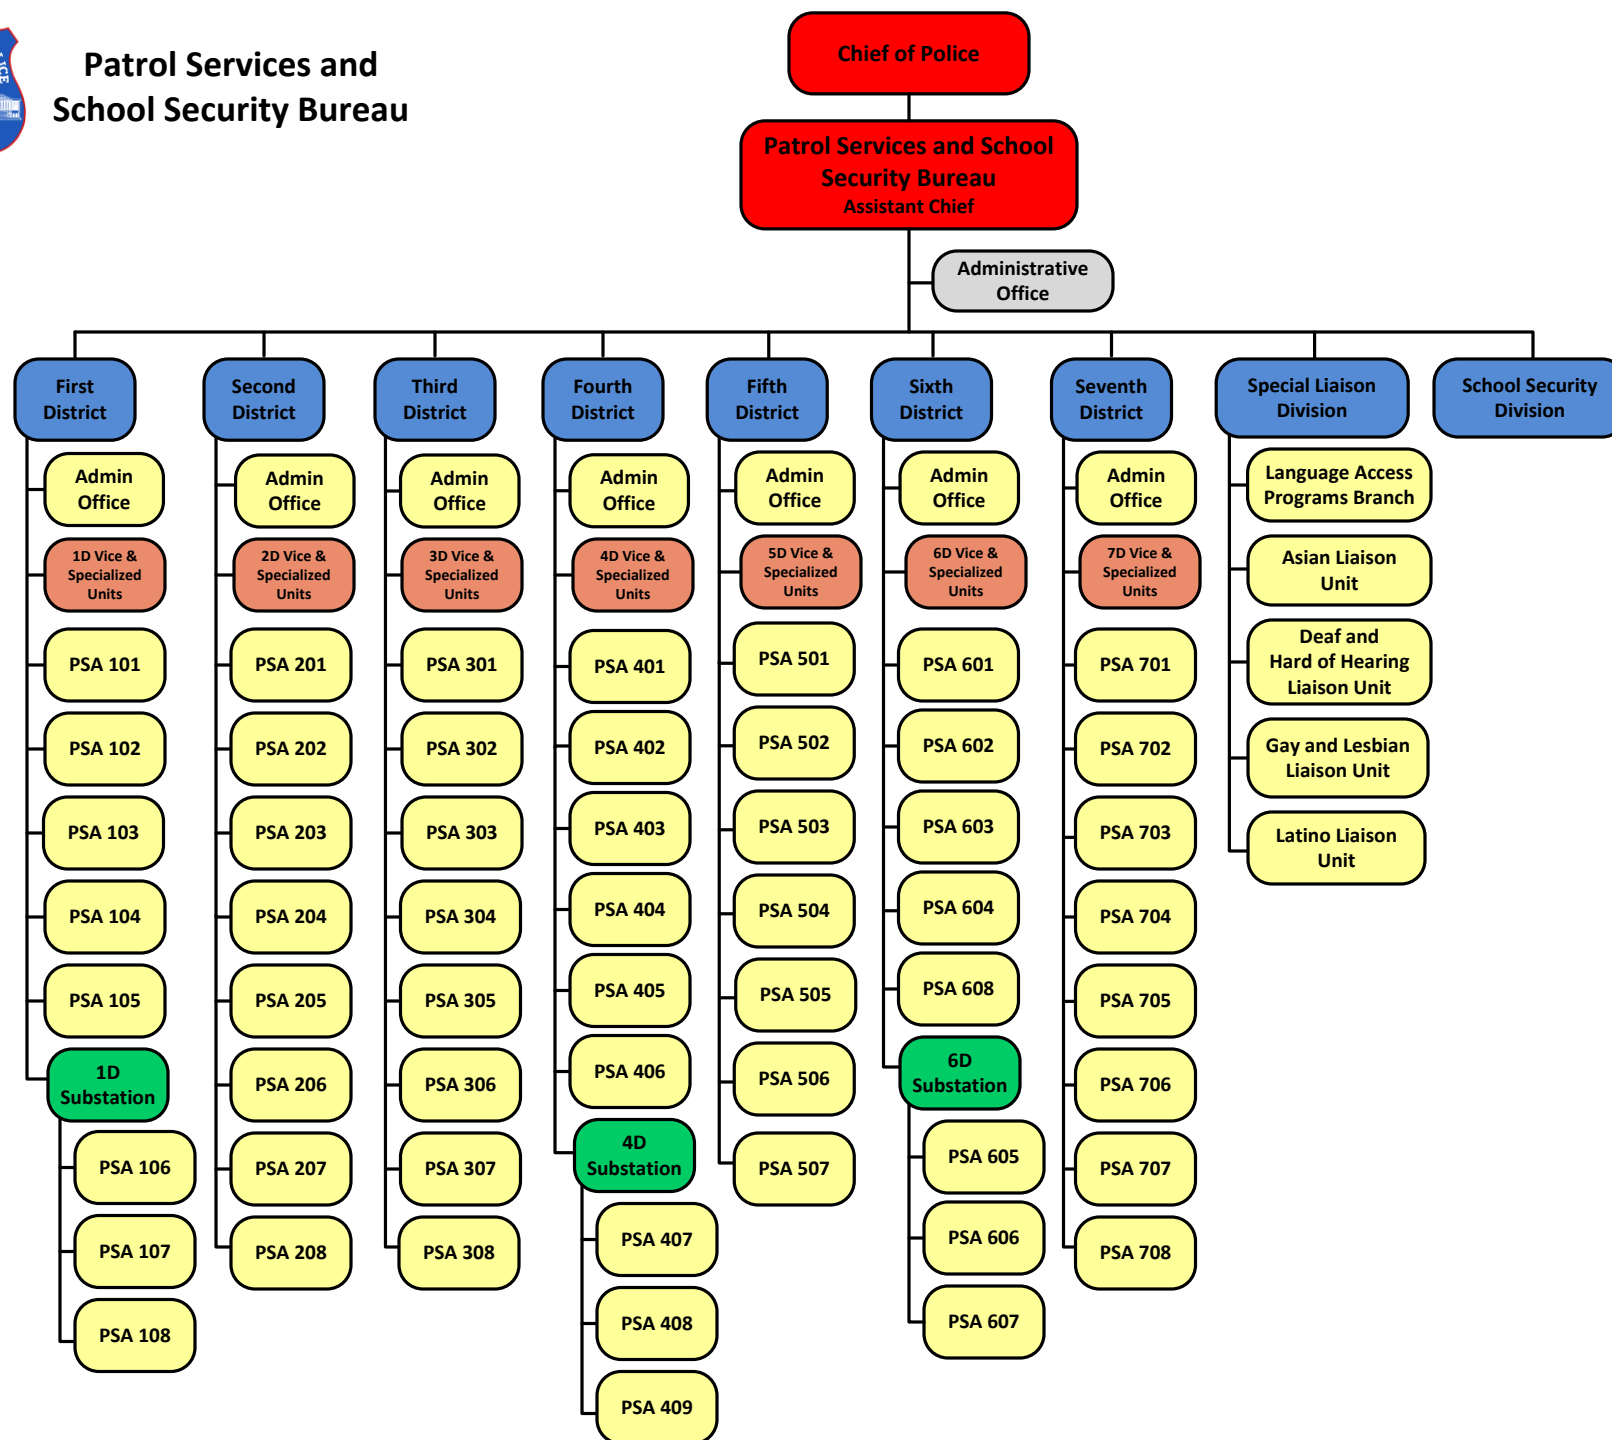 LICE
Patrol Services and
School Security Bureau
Chief of Police
Patrol Services and School
Security Bureau
Assistant Chief
Administrative
Office
First
District
Admin
Office
1D Vice &
Specialized
Units
PSA 101
PSA 102
PSA 103
PSA 104
PSA 105
1D
Substation
PSA 106
PSA 107
PSA 108
Second
District
Admin
Office
2D Vice &
Specialized
Units
PSA 201
PSA 202
PSA 203
PSA 204
PSA 205
PSA 206
PSA 207
PSA 208
Third
District
Admin
Office
3D Vice &
Specialized
Units
PSA 301
PSA 302
PSA 303
PSA 304
PSA 305
PSA 306
PSA 307
PSA 308
Fourth
District
Admin
Office
4D Vice &
Specialized
Units
PSA 401
PSA 402
PSA 403
PSA 404
PSA 405
PSA 406
4D
Substation
PSA 407
PSA 408
PSA 409
Fifth
District
Admin
Office
5D Vice &
Specialized
Units
PSA 501
PSA 502
PSA 503
PSA 504
PSA 505
PSA 506
PSA 507
Sixth
District
Admin
Office
6D Vice &
Specialized
Units
PSA 601
PSA 602
PSA 603
PSA 604
PSA 608
6D
Substation
PSA 605
PSA 606
PSA 607
Seventh
District
Admin
Office
7D Vice &
Specialized
Units
PSA 701
PSA 702
PSA 703
PSA 704
PSA 705
PSA 706
PSA 707
PSA 708
Special Liaison
Division
Language Access
Programs Branch
Asian Liaison
Unit
Deaf and
Hard of Hearing
Liaison Unit
Gay and Lesbian
Liaison Unit
Latino Liaison
Unit
School Security
Division